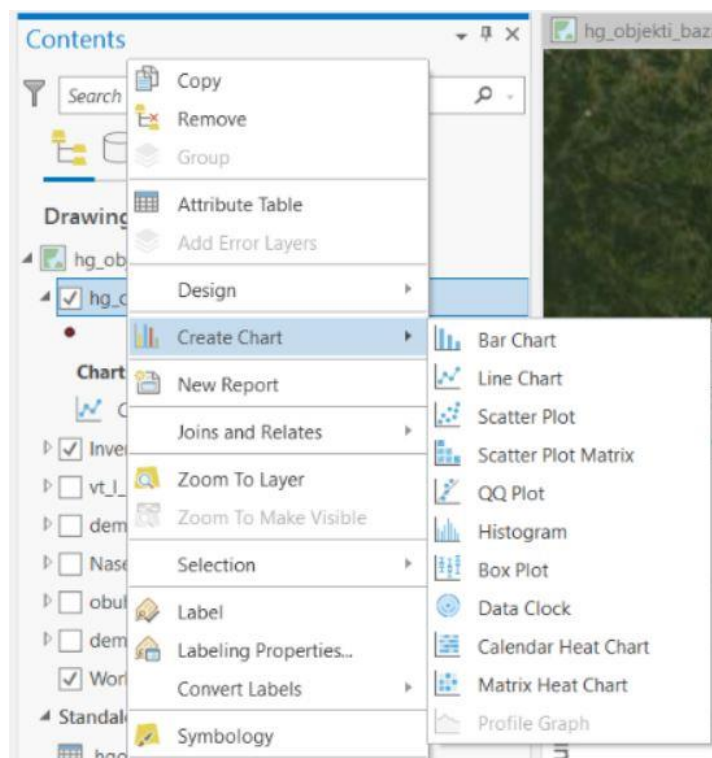 Contents
hg_objekti_baz
Search
Copy
Remove
Group
Attribute Table
Add Error Layers
Design
Create Chart
New Report
Joins and Relates
Zoom To Layer
Zoom To Make Visible
Selection
Label
Labeling Properties...
Convert Labels
Symbology
Bar Chart
Line Chart
Scatter Plot
Scatter Plot Matrix
QQ Plot
Histogram
Box Plot
Data Clock
Calendar Heat Chart
Matrix Heat Chart
Profile Graph
Drawing
hg_ob
hg_c
Chart
C
Inver
vt_l_
dem
Nase
obul
dem
Worl
Standal